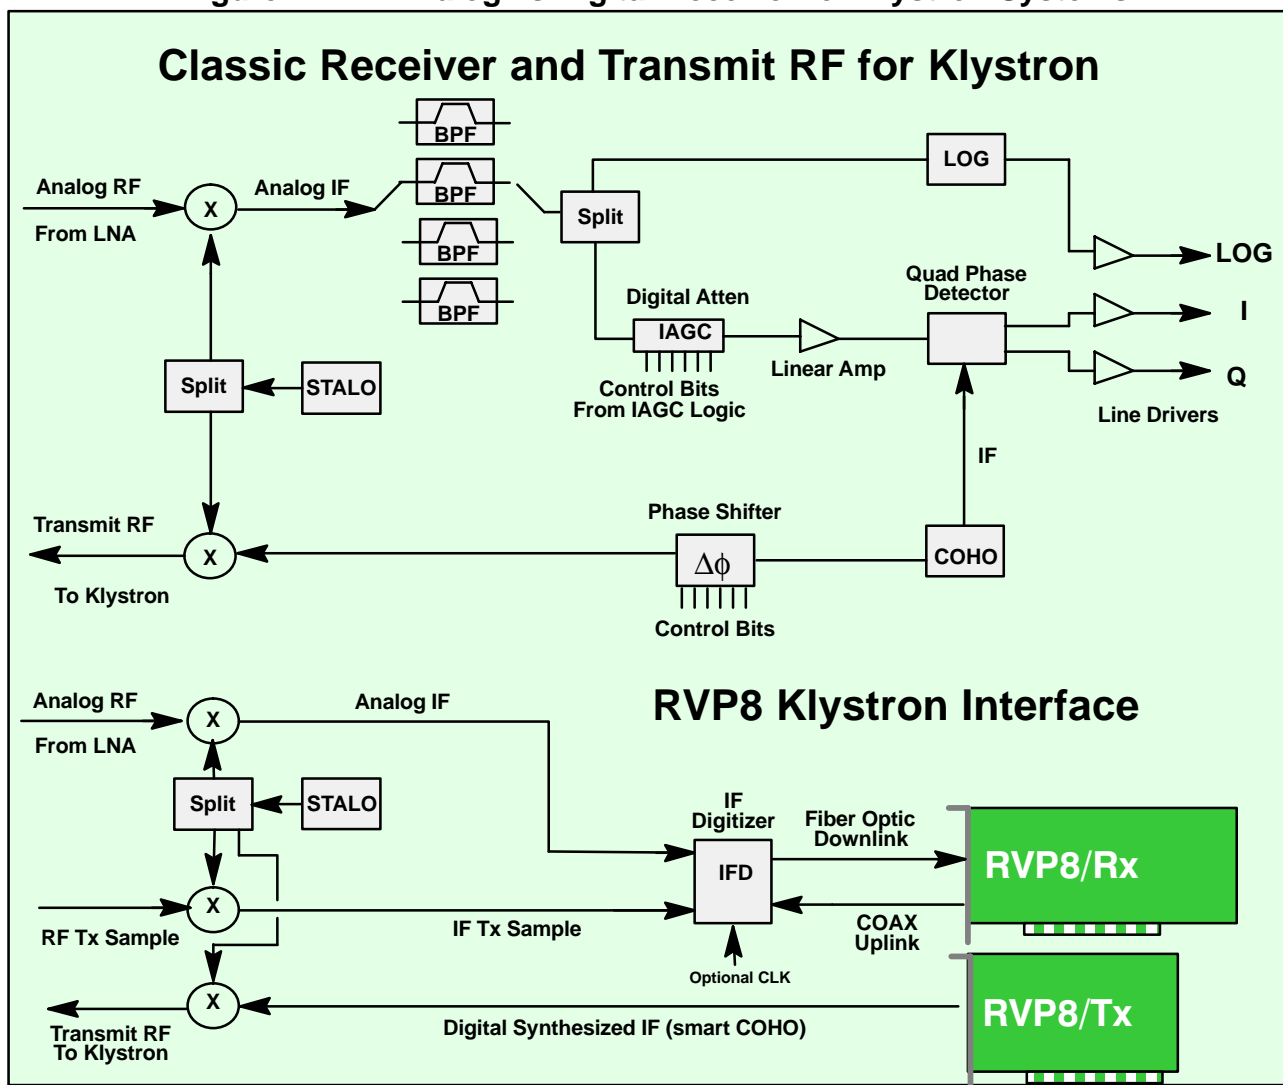 Classic Receiver and Transmit RF for Klystron
BPF
BPF
BPF
BPF
Analog RF
From LNA
X
Analog IF
Split
LOG
LOG
Quad Phase
Detector
I
Q
Digital Atten
IAGC
Control Bits
From IAGC Logic
Linear Amp
Line Drivers
Split
STALO
IF
Transmit RF
To Klystron
X
Phase Shifter
Δϕ
Control Bits
COHO
RVP8 Klystron Interface
Analog RF
From LNA
X
Analog IF
Split
STALO
IF
Digitizer
IFD
Fiber Optic
Downlink
RVP8/Rx
RF Tx Sample
X
IF Tx Sample
COAX
Uplink
Optional CLK
X
Transmit RF
To Klystron
Digital Synthesized IF (smart COHO)
RVP8/Tx